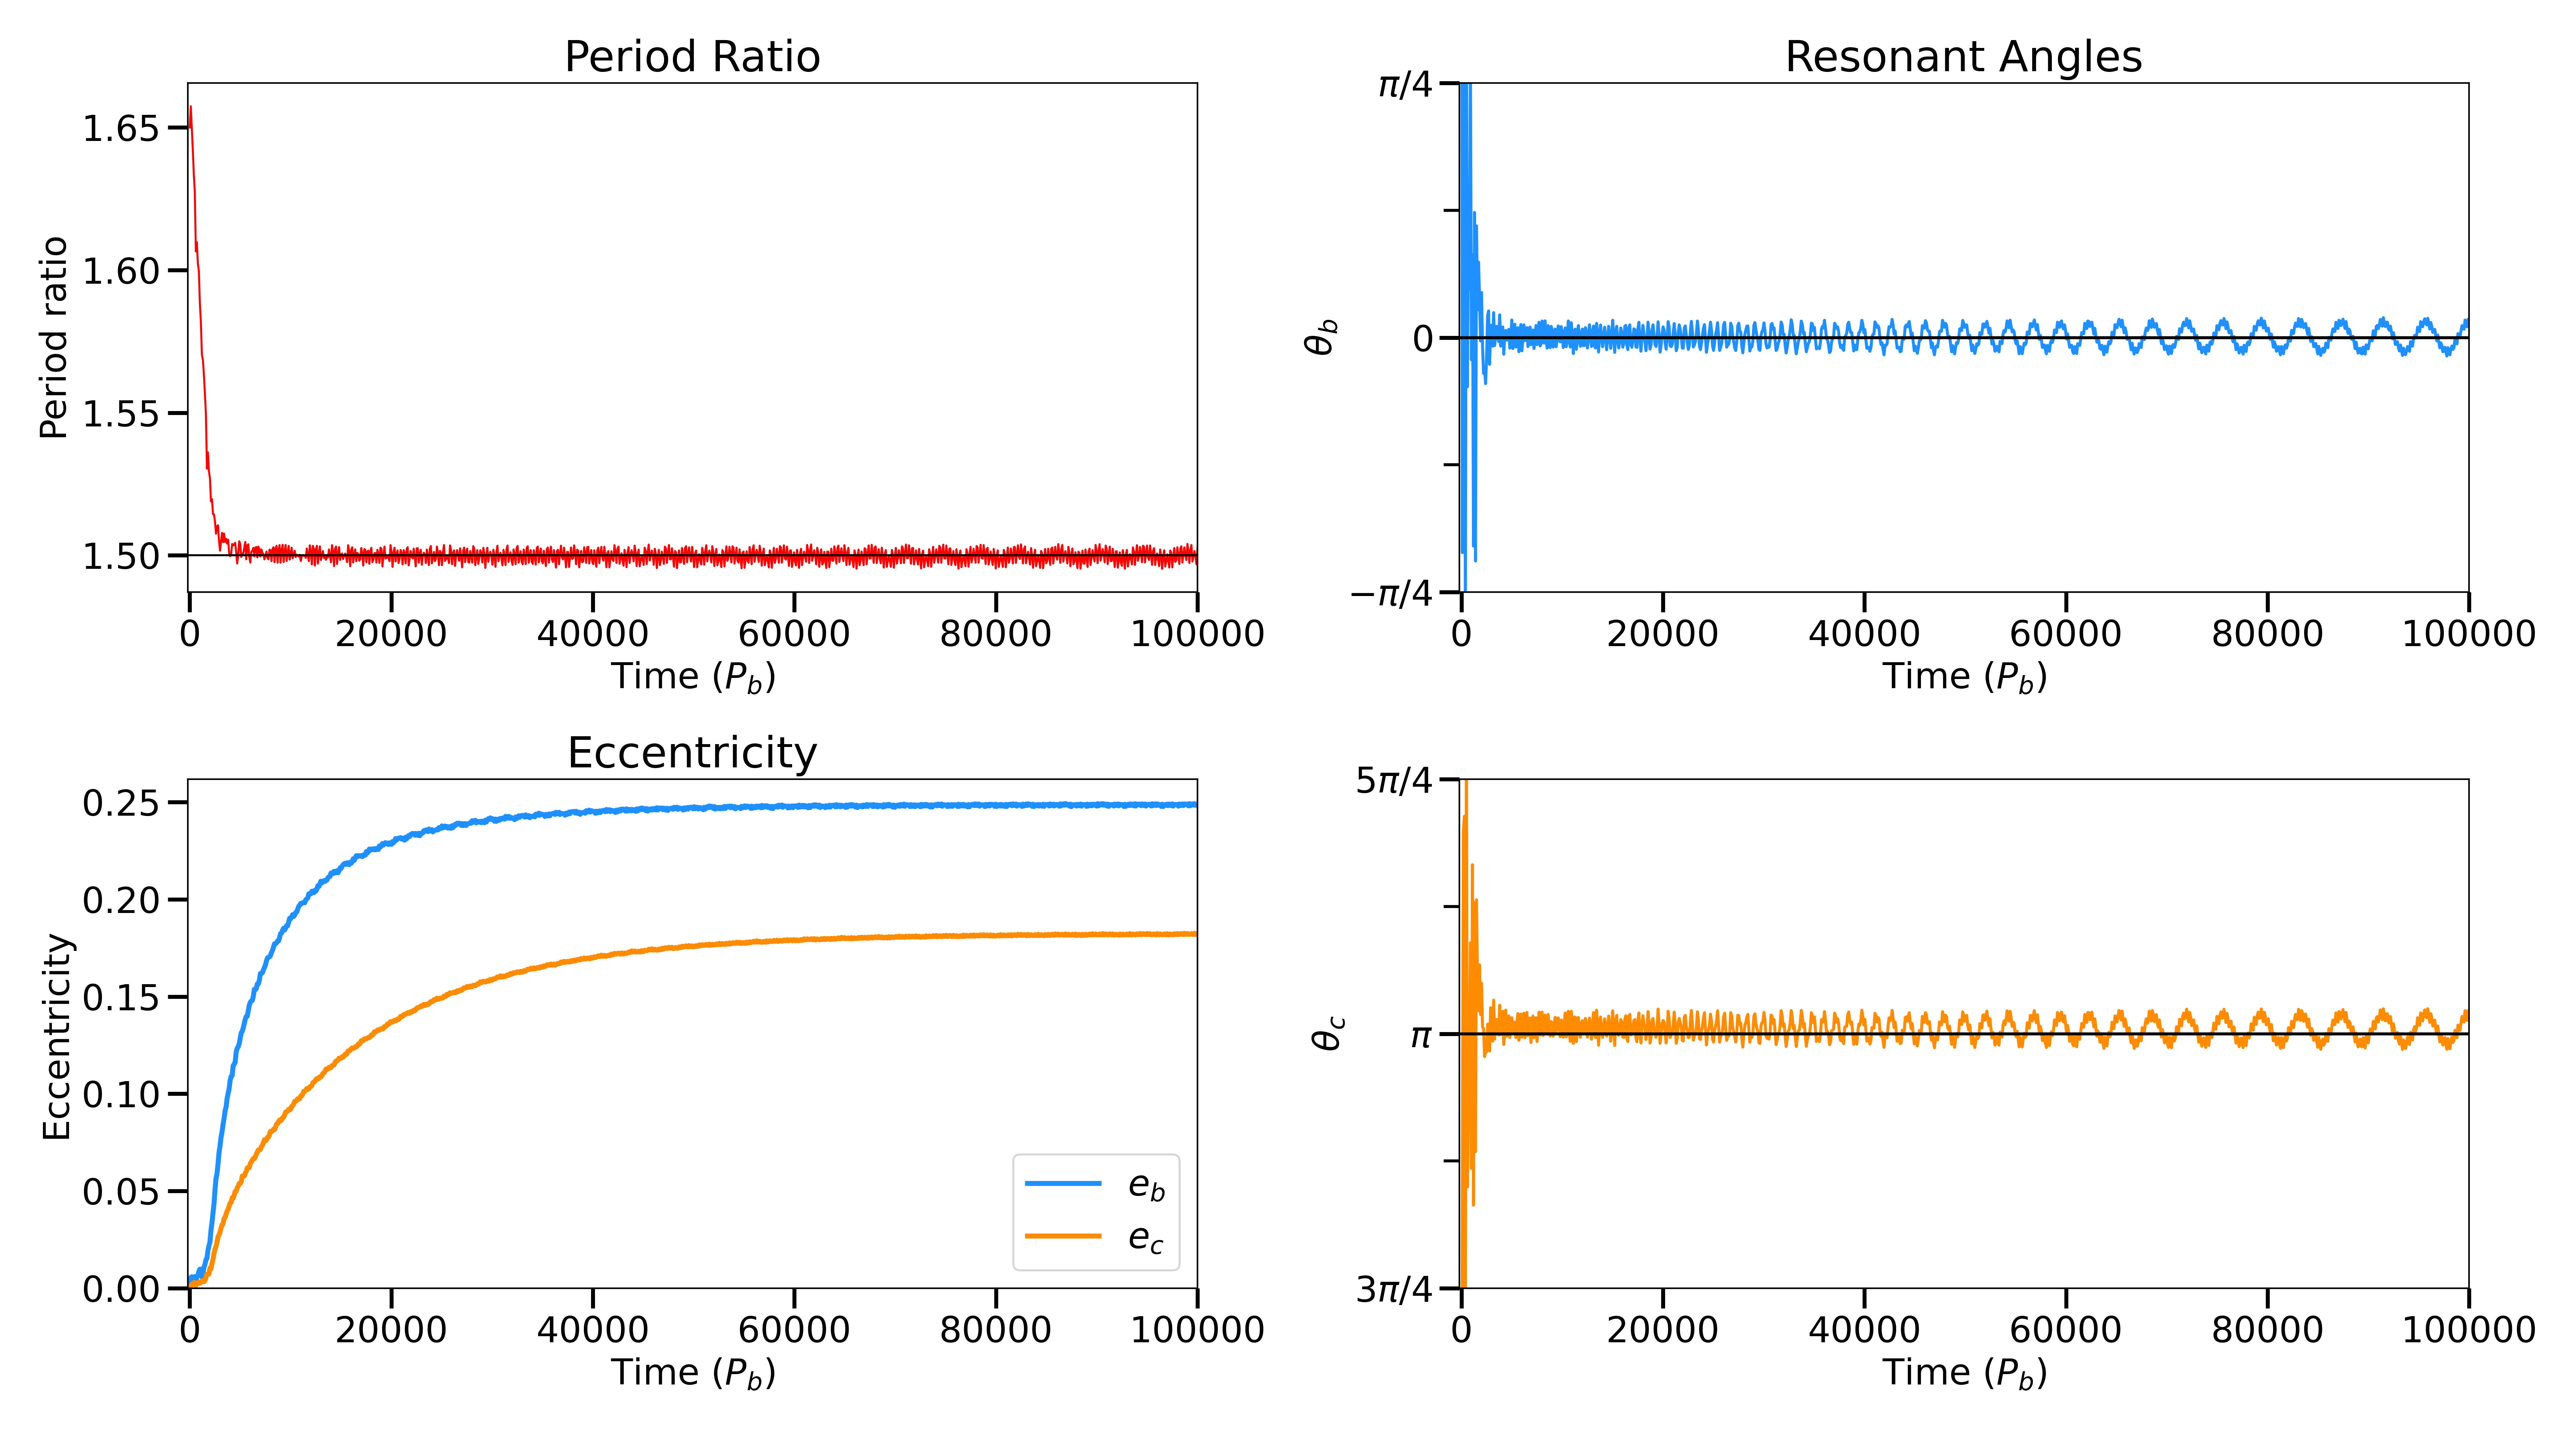 Period Ratio
Period ratio
1.65
1.60
1.55
1.50
0 20000 40000 60000 80000 100000
Time (P_b)
Resonant Angles
θ_b
π/4
0
−π/4
0 20000 40000 60000 80000 100000
Time (P_b)
Eccentricity
Eccentricity
0.25
0.20
0.15
0.10
0.05
0.00
e_b
e_c
0 20000 40000 60000 80000 100000
Time (P_b)
θ_c
5π/4
π
3π/4
0 20000 40000 60000 80000 100000
Time (P_b)